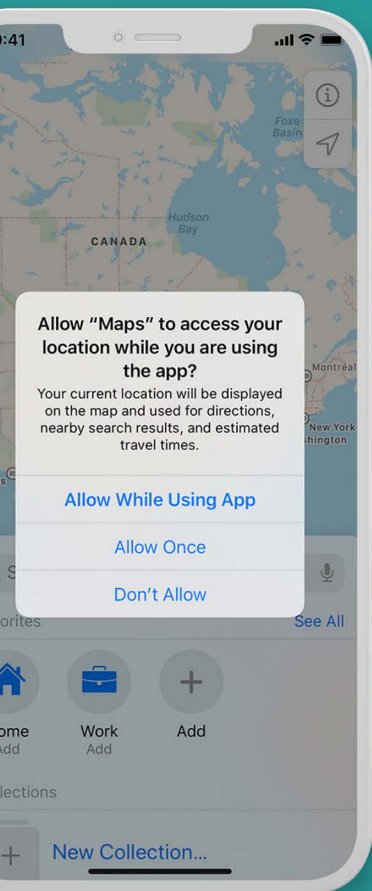 :41
Foxe
Basin
Hudson
Bay
CANADA
Allow “Maps” to access your
location while you are using
the app?
Your current location will be displayed
on the map and used for directions,
nearby search results, and estimated
travel times.
Montréal
New York
hington
Allow While Using App
Allow Once
Don’t Allow
S
orites
See All
ome
Add
Work
Add
Add
lections
New Collection...